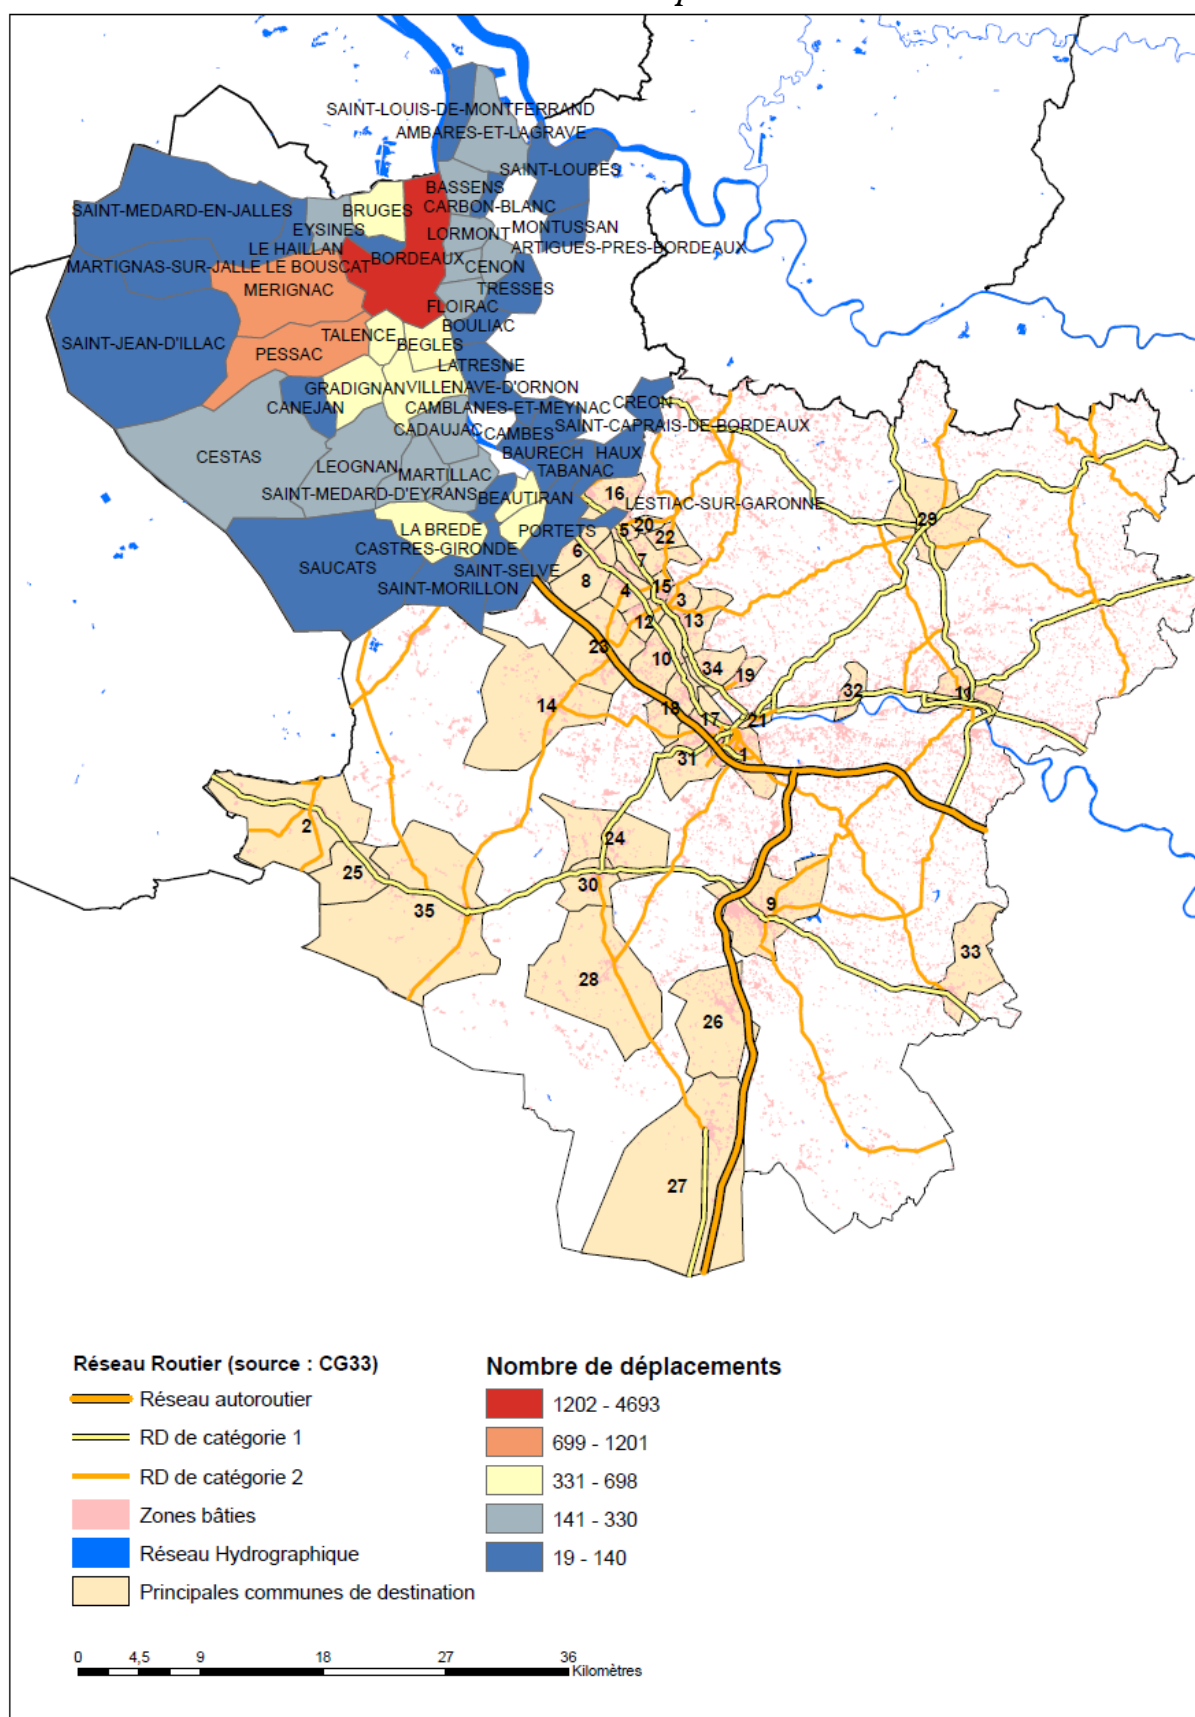 SAINT-LOUIS-DE-MONTFERRAND
AMBARES-ET-LAGRAVE
SAINT-LOUBÈS
BASSENS
SAINT-MEDARD-EN-JALLES
BRUGES
CARBON-BLANC
EYSINES
LORMONT
MONTUSSAN
LE HAILLAN
ARTIGUES-PRES-BORDEAUX
BORDEAUX
MARTIGNAS-SUR-JALLE
LE BOUSCAT
CENON
MERIGNAC
TRESSES
FLOIRAC
BOULIAC
SAINT-JEAN-D'ILLAC
TALENCE
BEGLES
PESSAC
LATRESNE
GRADIGNAN
VILLENAVE-D'ORNON
CANEJAN
CAMBLANES-ET-MEYNAC
CREON
SAINT-CAPRAIS-DE-BORDEAUX
CADAUJAC
CAMBES
BAURECH
HAUX
CESTAS
LEOGNAN
MARTILLAC
TABANAC
SAINT-MEDARD-D'EYRANS
BEAUTIRAN
16
LESTIAC-SUR-GARONNE
LA BREDE
PORTETS
5
20
29
22
CASTRES-GIRONDE
6
7
SAUCATS
SAINT-SELVE
8
4
15
SAINT-MORILLON
3
12
13
23
10
34
19
32
11
14
18
17
21
31
1
2
24
25
30
35
9
33
28
26
27
Réseau Routier (source : CG33)
Réseau autoroutier
RD de catégorie 1
RD de catégorie 2
Zones bâties
Réseau Hydrographique
Principales communes de destination
Nombre de déplacements
1202 - 4693
699 - 1201
331 - 698
141 - 330
19 - 140
0 4,5 9 18 27 36
Kilomètres